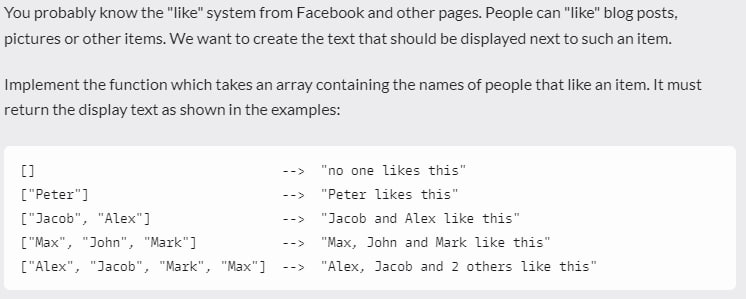 You probably know the "like" system from Facebook and other pages. People can "like" blog posts,
pictures or other items. We want to create the text that should be displayed next to such an item.
Implement the function which takes an array containing the names of people that like an item. It must
return the display text as shown in the examples:
[] --> "no one likes this"
["Peter"] --> "Peter likes this"
["Jacob", "Alex"] --> "Jacob and Alex like this"
["Max", "John", "Mark"] --> "Max, John and Mark like this"
["Alex", "Jacob", "Mark", "Max"] --> "Alex, Jacob and 2 others like this"